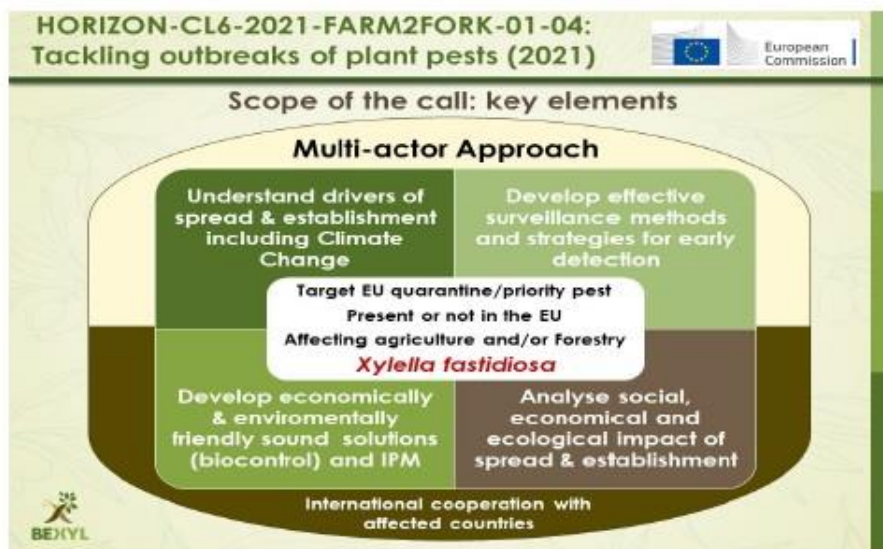 HORIZON-CL6-2021-FARM2FORK-01-04:
Tackling outbreaks of plant pests (2021)
European
Commission
Scope of the call: key elements
Multi-actor Approach
Understand drivers of
spread & establishment
including Climate
Change
Develop effective
surveillance methods
and strategies for early
detection
Target EU quarantine/priority pest
Present or not in the EU
Affecting agriculture and/or Forestry
Xylella fastidiosa
Develop economically
& enviromentally
friendly sound solutions
(biocontrol) and IPM
Analyse social,
economical and
ecological impact of
spread & establishment
International cooperation with
affected countries
BEXYL